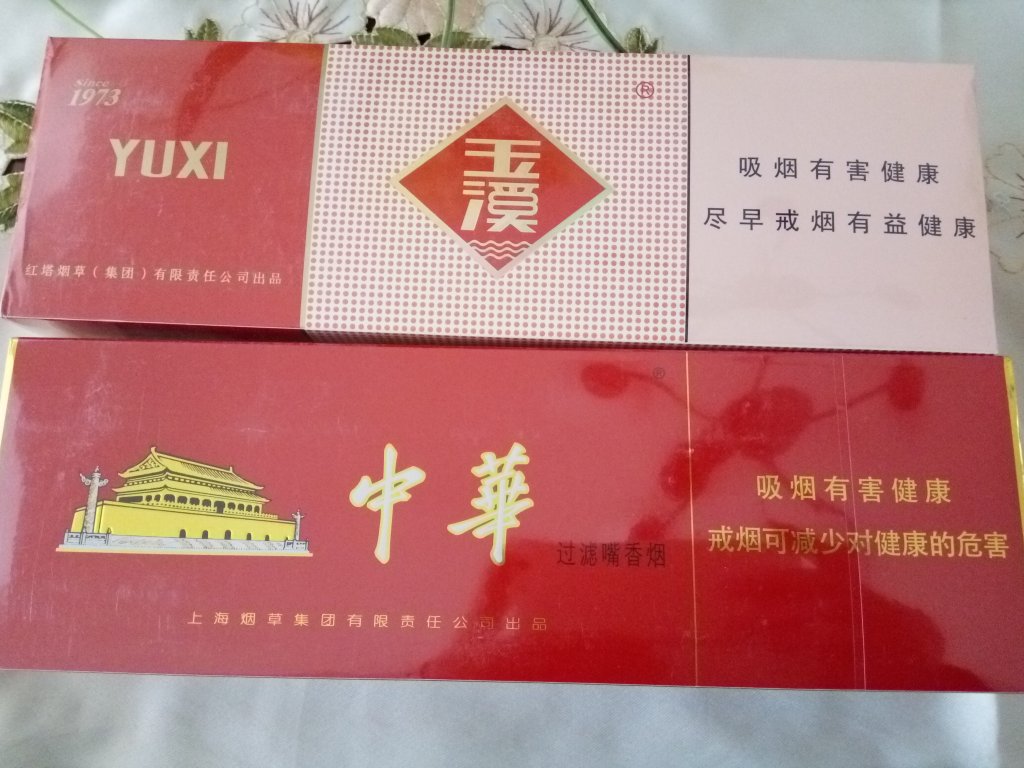 Since
1973
YUXI
红塔烟草(集团)有限责任公司出品
玉
溪
®
吸烟有害健康
尽早戒烟有益健康
中華
®
过滤嘴香烟
上海烟草集团有限责任公司出品
吸烟有害健康
戒烟可减少对健康的危害